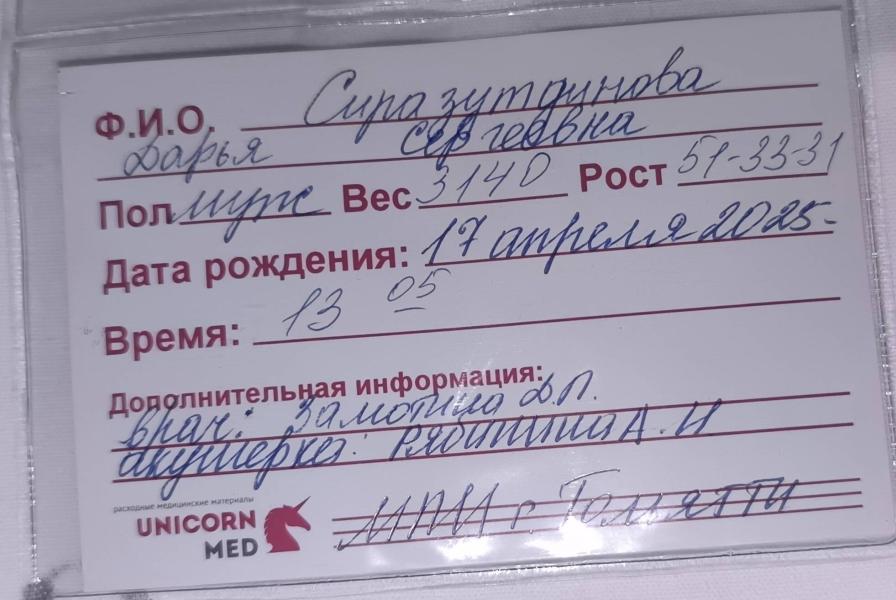 Ф.И.О. Сиразутдинова
Дарья Сергеевна
Пол муж Вес 3140 Рост 51-33-31
Дата рождения: 17 апреля 2025-
Время: 13 05
Дополнительная информация:
врач: Замотина Д.П.
акушерка: Рябинина А.И
расходные медицинские материалы
UNICORN
MED
г. Тольятти